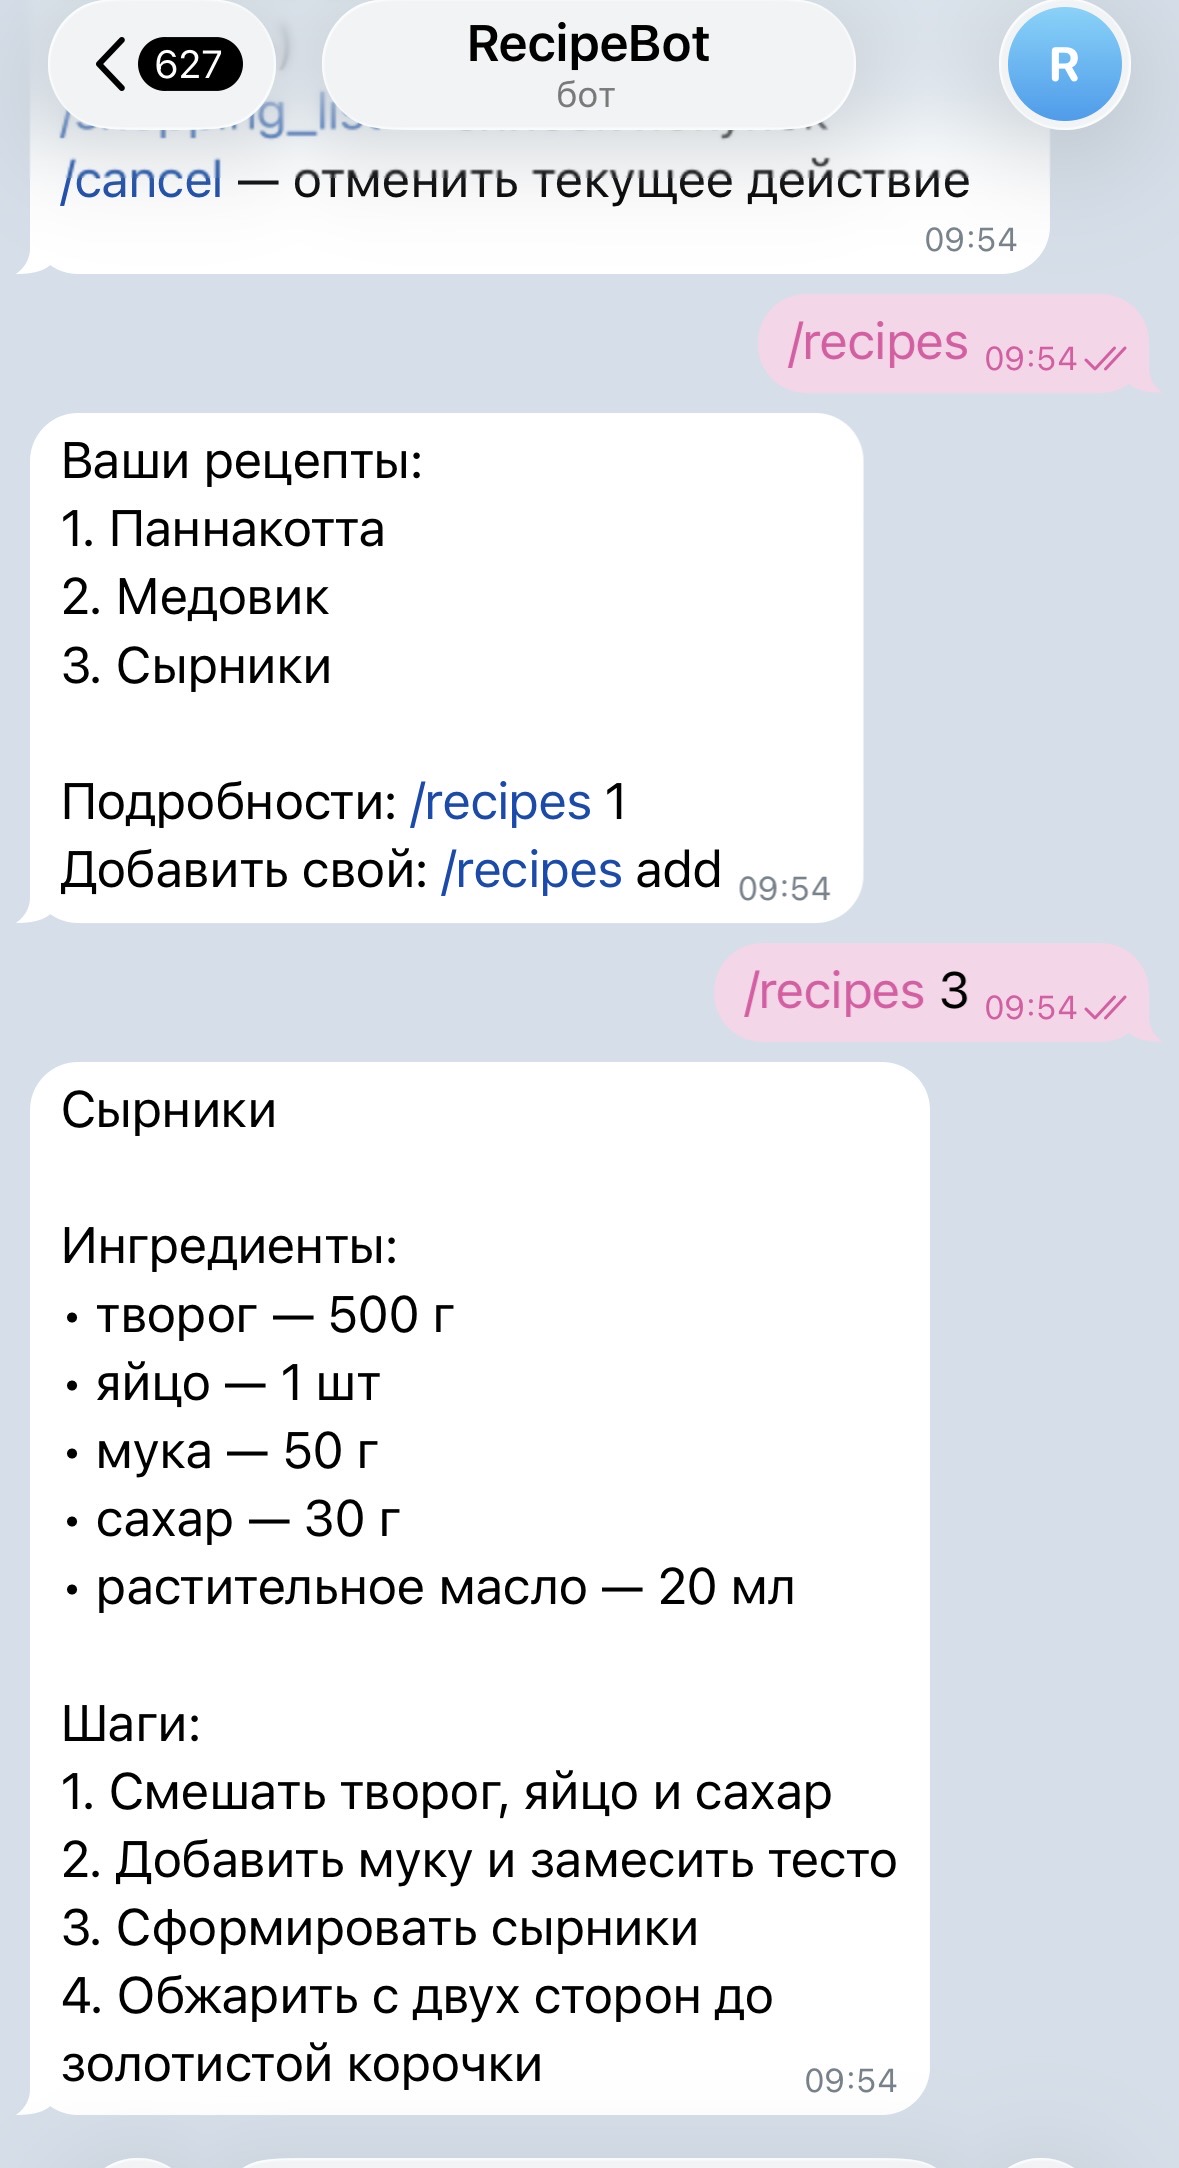 627
RecipeBot
бот
R
/cancel — отменить текущее действие
09:54
/recipes 09:54
Ваши рецепты:
1. Паннакотта
2. Медовик
3. Сырники
Подробности: /recipes 1
Добавить свой: /recipes add 09:54
/recipes 3 09:54
Сырники
Ингредиенты:
• творог — 500 г
• яйцо — 1 шт
• мука — 50 г
• сахар — 30 г
• растительное масло — 20 мл
Шаги:
1. Смешать творог, яйцо и сахар
2. Добавить муку и замесить тесто
3. Сформировать сырники
4. Обжарить с двух сторон до
золотистой корочки
09:54